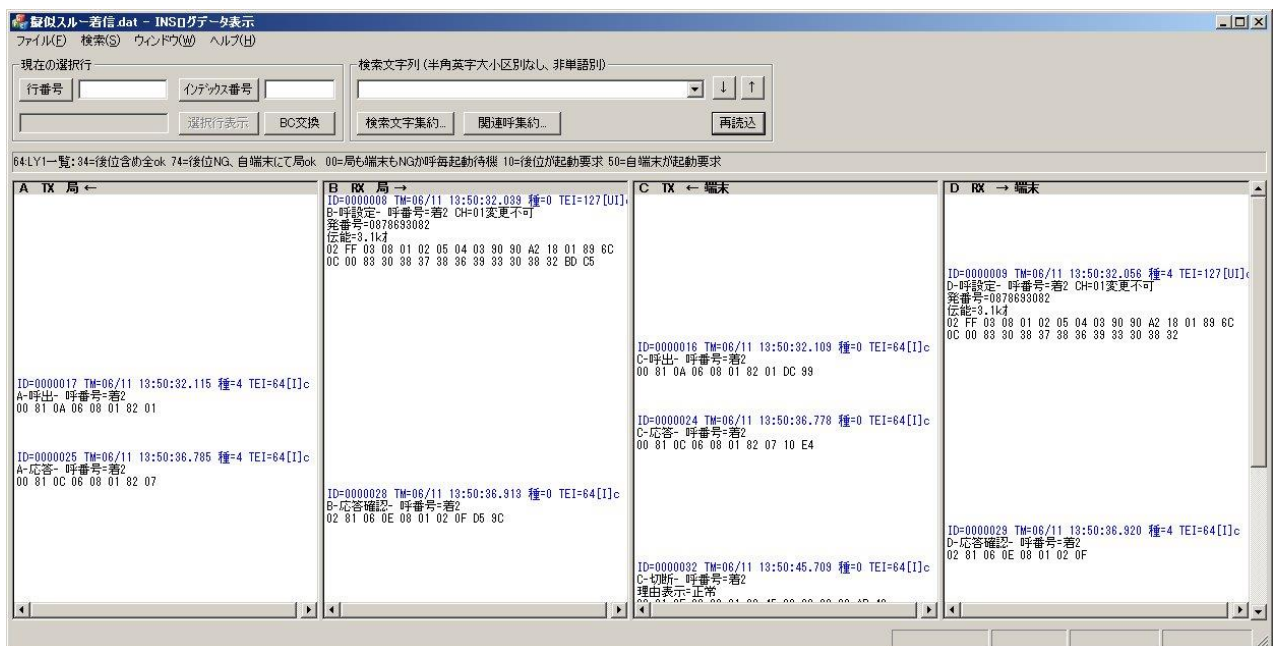 擬似スルー着信.dat - INSログデータ表示
ファイル(F) 検索(S) ウィンドウ(W) ヘルプ(H)
現在の選択行
行番号 インデックス番号
選択行表示 BC交換
検索文字列(半角英字大小区別なし、非単語別)
↓ ↑
検索文字集約... 関連呼集約... 再読込
64:LY1一覧:34=後位含め全ok 74=後位NG、自端末にて局ok 00=局も端末もNGか呼毎起動待機 10=後位が起動要求 50=自端末が起動要求
A TX 局←
ID=0000017 TM=06/11 13:50:32.115 種=4 TEI=64[I]c
A-呼出- 呼番号=着2
00 81 0A 06 08 01 82 01
ID=0000025 TM=06/11 13:50:36.785 種=4 TEI=64[I]c
A-応答- 呼番号=着2
00 81 0C 06 08 01 82 07
B RX 局→
ID=0000008 TM=06/11 13:50:32.039 種=0 TEI=127[UI]
B-呼設定- 呼番号=着2 CH=01変更不可
発番号=0878693082
伝能=3.1kオ
02 FF 03 08 01 02 05 04 03 90 90 A2 18 01 89 6C
0C 00 83 30 38 37 38 36 39 33 30 38 32 BD C5
ID=0000028 TM=06/11 13:50:36.913 種=0 TEI=64[I]c
B-応答確認- 呼番号=着2
02 81 06 0E 08 01 02 0F D5 9C
C TX ←端末
ID=0000016 TM=06/11 13:50:32.109 種=0 TEI=64[I]c
C-呼出- 呼番号=着2
00 81 0A 06 08 01 82 01 DC 99
ID=0000024 TM=06/11 13:50:36.778 種=0 TEI=64[I]c
C-応答- 呼番号=着2
00 81 0C 06 08 01 82 07 10 E4
ID=0000032 TM=06/11 13:50:45.709 種=0 TEI=64[I]c
C-切断- 呼番号=着2
理由表示=正常
D RX →端末
ID=0000009 TM=06/11 13:50:32.056 種=4 TEI=127[UI]c
D-呼設定- 呼番号=着2 CH=01変更不可
発番号=0878693082
伝能=3.1kオ
02 FF 03 08 01 02 05 04 03 90 90 A2 18 01 89 6C
0C 00 83 30 38 37 38 36 39 33 30 38 32
ID=0000029 TM=06/11 13:50:36.920 種=4 TEI=64[I]c
D-応答確認- 呼番号=着2
02 81 06 0E 08 01 02 0F